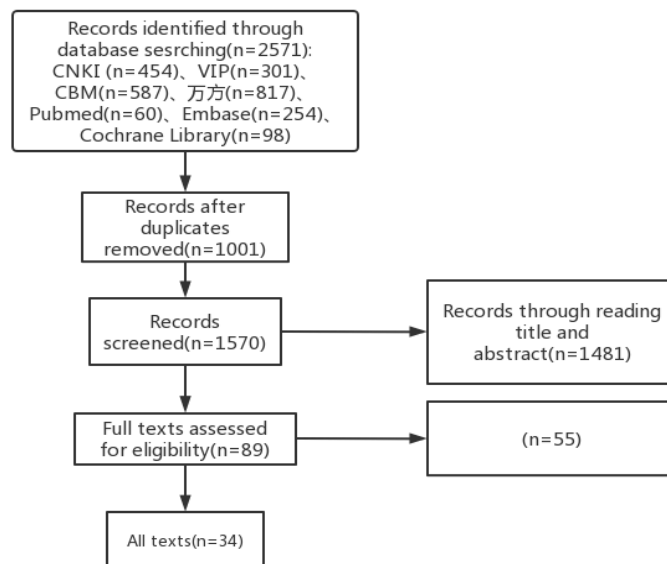 Records identified through
database sesrching(n=2571):
CNKI (n=454)、VIP(n=301)、
CBM(n=587)、万方(n=817)、
Pubmed(n=60)、Embase(n=254)、
Cochrane Library(n=98)
Records after
duplicates
removed(n=1001)
Records
screened(n=1570)
Records through reading
title and
abstract(n=1481)
Full texts assessed
for eligibility(n=89)
(n=55)
All texts(n=34)